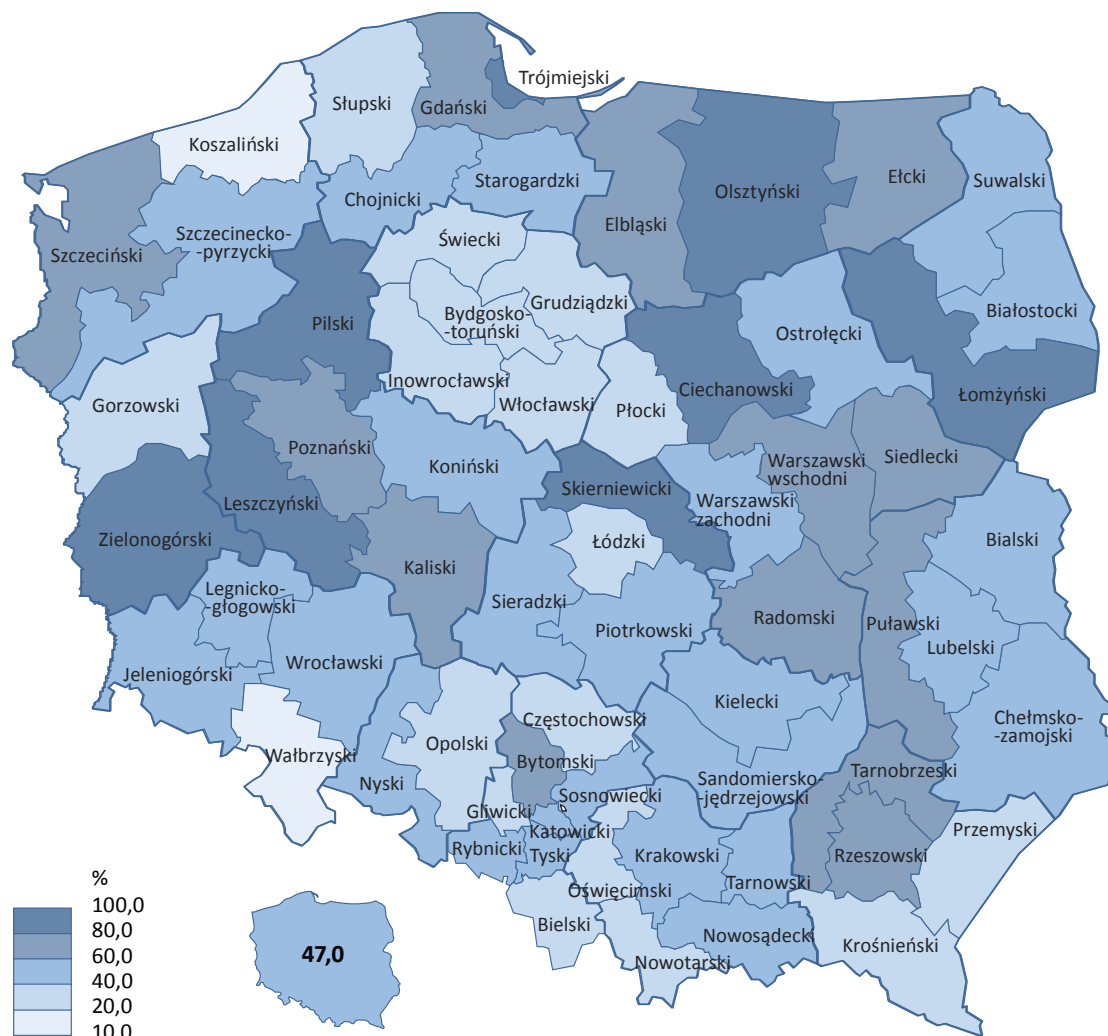 Trójmiejski
Słupski
Gdański
Koszaliński
Ełcki
Suwalski
Starogardzki
Olsztyński
Chojnicki
Elbląski
Szczecinecko-
-pyrzycki
Świecki
Szczeciński
Grudziądzki
Białostocki
Bydgosko-
-toruński
Pilski
Ostrołęcki
Inowrocławski
Ciechanowski
Łomżyński
Gorzowski
Włocławski
Płocki
Poznański
Koniński
Siedlecki
Warszawski
wschodni
Skierniewicki
Leszczyński
Warszawski
zachodni
Zielonogórski
Łódzki
Bialski
Kaliski
Legnicko-
-głogowski
Sieradzki
Radomski
Puławski
Piotrkowski
Lubelski
Jeleniogórski
Wrocławski
Kielecki
Chełmsko-
-zamojski
Częstochowski
Opolski
Wałbrzyski
Bytomski
Tarnobrzeski
Nyski
Sandomiersko-
-jędrzejowski
Sosnowiecki
Gliwicki
Katowicki
Przemyski
Rybnicki
Tyski
Krakowski
Rzeszowski
Oświęcimski
Tarnowski
Bielski
Nowosądecki
Krośnieński
Nowotarski
%
100,0
80,0
60,0
40,0
20,0
10,0
47,0